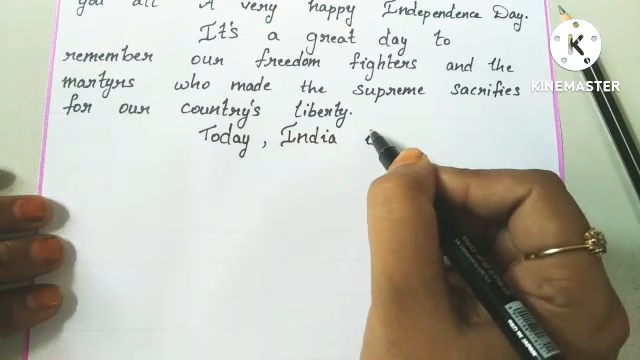 you all A very happy Independence Day.
It's a great day to
remember our freedom fighters and the
martyrs who made the supreme sacrifies
for our country's liberty.
Today, India
K
KINEMASTER